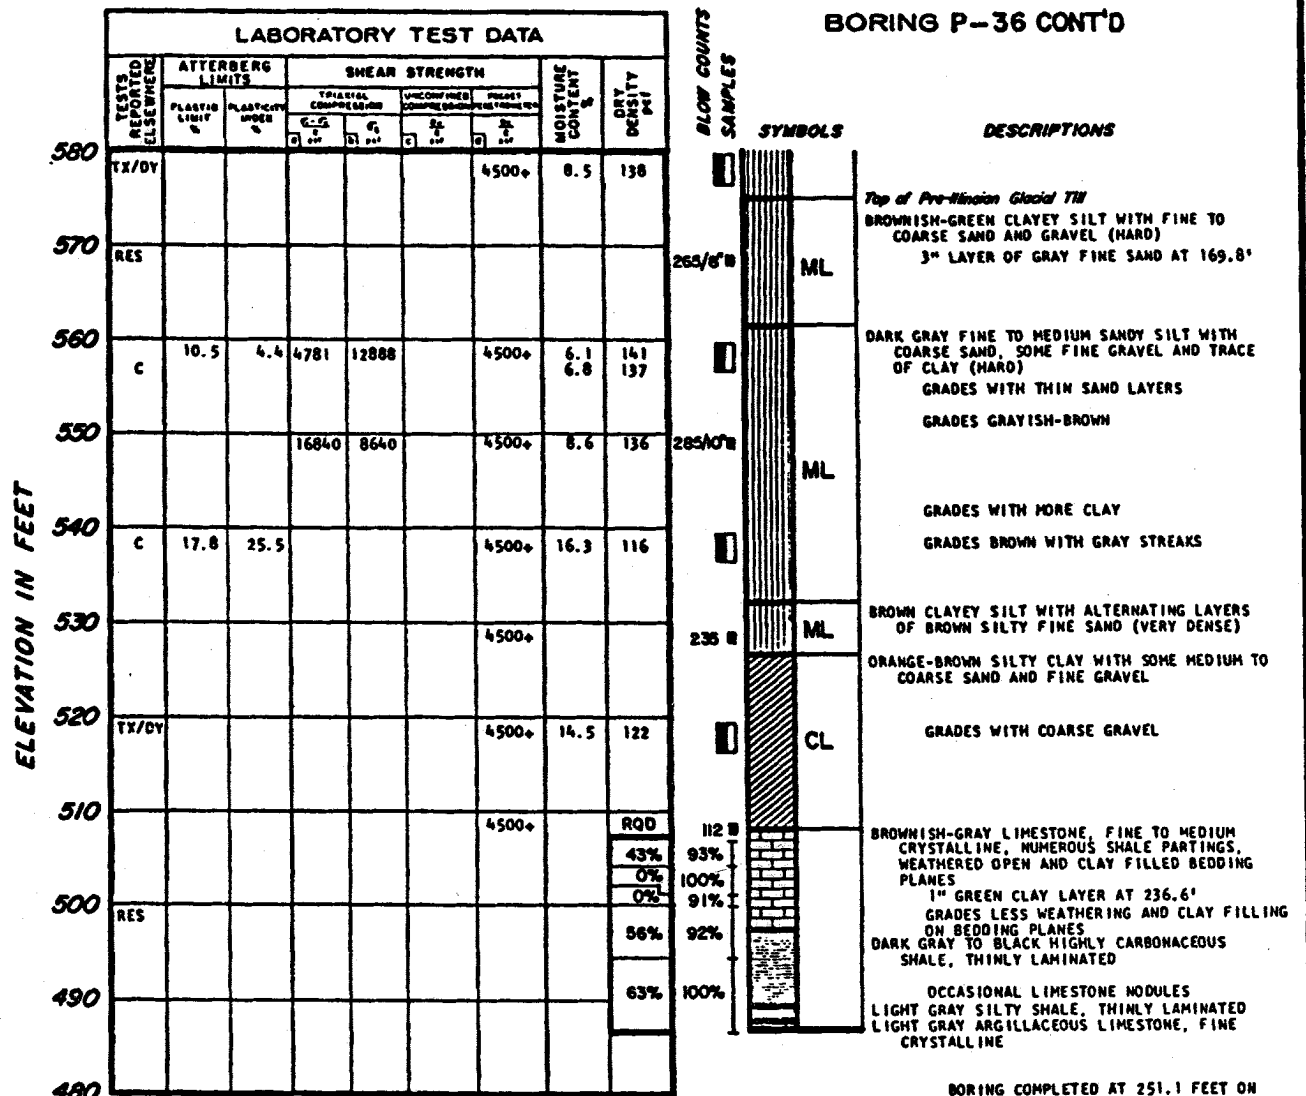 BORING P-36 CONT'D
LABORATORY TEST DATA
TESTS REPORTED ELSEWHERE
ATTERBERG LIMITS
PLASTIC LIMIT %
PLASTICITY INDEX %
SHEAR STRENGTH
TRIAXIAL COMPRESSION
UNCONFINED COMPRESSION
POCKET PENETROMETER
MOISTURE CONTENT %
DRY DENSITY pcf
BLOW COUNTS
SAMPLES
SYMBOLS
DESCRIPTIONS
ELEVATION IN FEET
580
TX/DY 4500+ 8.5 138
Top of Pre-Illinoian Glacial Till
BROWNISH-GREEN CLAYEY SILT WITH FINE TO
COARSE SAND AND GRAVEL (HARD)
570
RES 265/8" ML
3" LAYER OF GRAY FINE SAND AT 169.8'
560
10.5 4.4 4781 12888 4500+ 6.1 141
C 6.8 137
DARK GRAY FINE TO MEDIUM SANDY SILT WITH
COARSE SAND, SOME FINE GRAVEL AND TRACE
OF CLAY (HARD)
GRADES WITH THIN SAND LAYERS
GRADES GRAYISH-BROWN
550
16840 8640 4500+ 8.6 136 285/10"
ML
GRADES WITH MORE CLAY
540
C 17.8 25.5 4500+ 16.3 116
GRADES BROWN WITH GRAY STREAKS
530
4500+ 235 ML
BROWN CLAYEY SILT WITH ALTERNATING LAYERS
OF BROWN SILTY FINE SAND (VERY DENSE)
ORANGE-BROWN SILTY CLAY WITH SOME MEDIUM TO
COARSE SAND AND FINE GRAVEL
520
TX/DY 4500+ 14.5 122 CL
GRADES WITH COARSE GRAVEL
510
4500+ RQD 112
43% 93%
0% 100%
0% 91%
BROWNISH-GRAY LIMESTONE, FINE TO MEDIUM
CRYSTALLINE, NUMEROUS SHALE PARTINGS,
WEATHERED OPEN AND CLAY FILLED BEDDING
PLANES
1" GREEN CLAY LAYER AT 236.6'
500
RES
56% 92%
GRADES LESS WEATHERING AND CLAY FILLING
ON BEDDING PLANES
DARK GRAY TO BLACK HIGHLY CARBONACEOUS
SHALE, THINLY LAMINATED
490
63% 100%
OCCASIONAL LIMESTONE NODULES
LIGHT GRAY SILTY SHALE, THINLY LAMINATED
LIGHT GRAY ARGILLACEOUS LIMESTONE, FINE
CRYSTALLINE
480
BORING COMPLETED AT 251.1 FEET ON